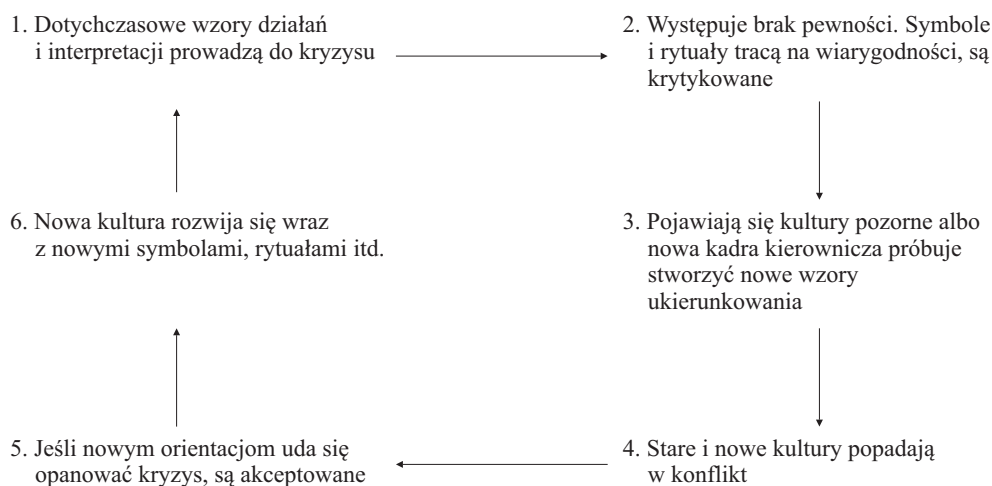 1. Dotychczasowe wzory działań
i interpretacji prowadzą do kryzysu
2. Występuje brak pewności. Symbole
i rytuały tracą na wiarygodności, są
krytykowane
3. Pojawiają się kultury pozorne albo
nowa kadra kierownicza próbuje
stworzyć nowe wzory
ukierunkowania
4. Stare i nowe kultury popadają
w konflikt
5. Jeśli nowym orientacjom uda się
opanować kryzys, są akceptowane
6. Nowa kultura rozwija się wraz
z nowymi symbolami, rytuałami itd.